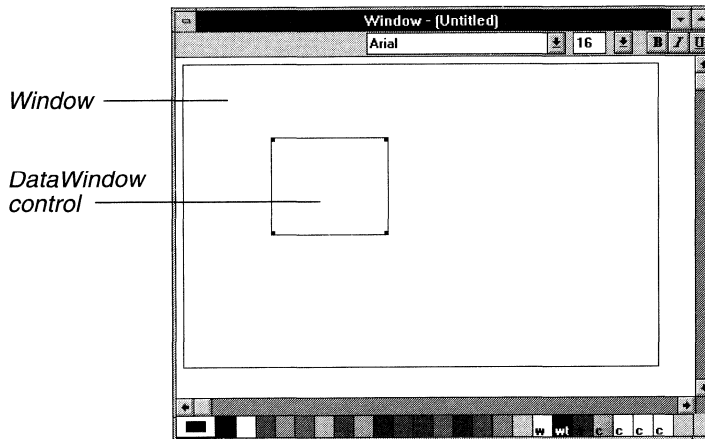 Window - (Untitled)
Arial 16 B I U
Window
DataWindow
control
w wt c c c c